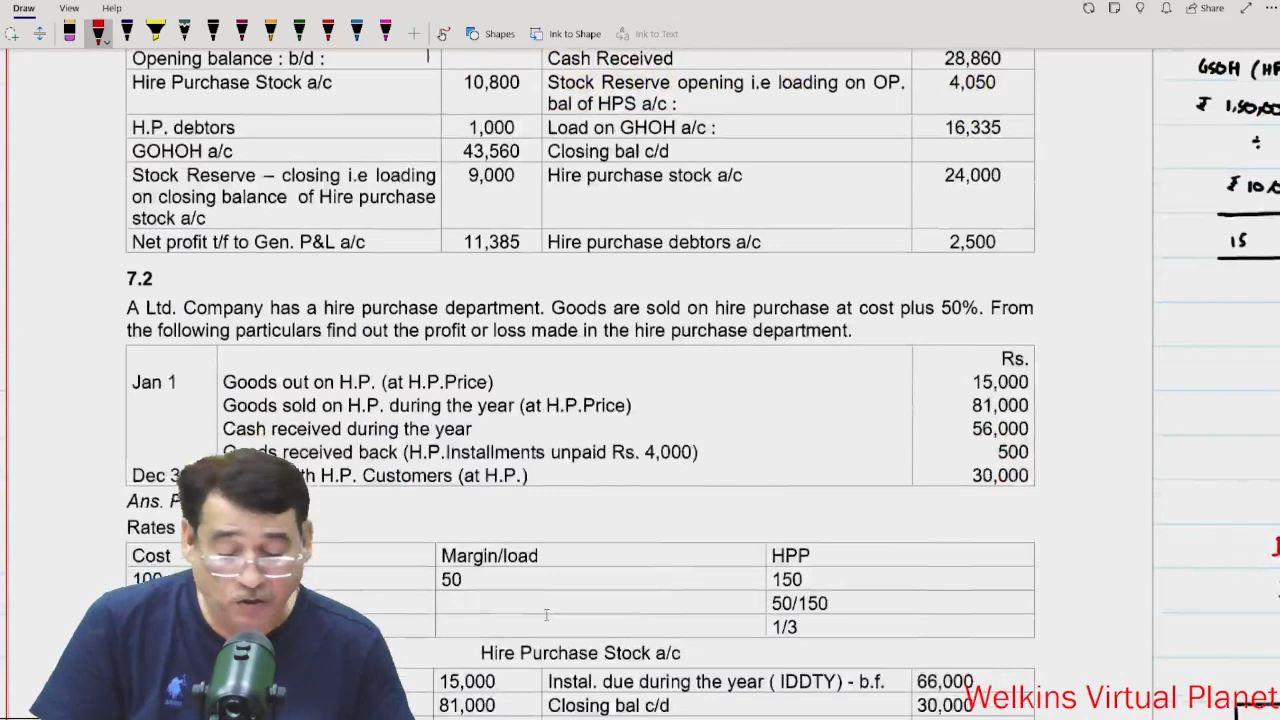 Draw View Help
Share
Shapes Ink to Shape Ink to Text
Opening balance : b/d : Cash Received 28,860
Hire Purchase Stock a/c 10,800 Stock Reserve opening i.e loading on OP. 4,050
bal of HPS a/c :
H.P. debtors 1,000 Load on GHOH a/c : 16,335
GOHOH a/c 43,560 Closing bal c/d
Stock Reserve – closing i.e loading 9,000 Hire purchase stock a/c 24,000
on closing balance of Hire purchase
stock a/c
Net profit t/f to Gen. P&L a/c 11,385 Hire purchase debtors a/c 2,500
7.2
A Ltd. Company has a hire purchase department. Goods are sold on hire purchase at cost plus 50%. From
the following particulars find out the profit or loss made in the hire purchase department.
Rs.
Jan 1 Goods out on H.P. (at H.P.Price) 15,000
Goods sold on H.P. during the year (at H.P.Price) 81,000
Cash received during the year 56,000
received back (H.P.Installments unpaid Rs. 4,000) 500
Dec H.P. Customers (at H.P.) 30,000
Ans.
Rates
Cost Margin/load HPP
100 50 150
50/150
1/3
Hire Purchase Stock a/c
15,000 Instal. due during the year ( IDDTY) - b.f. 66,000
81,000 Closing bal c/d 30,000
GSOH
÷
15
Welkins Virtual Planet